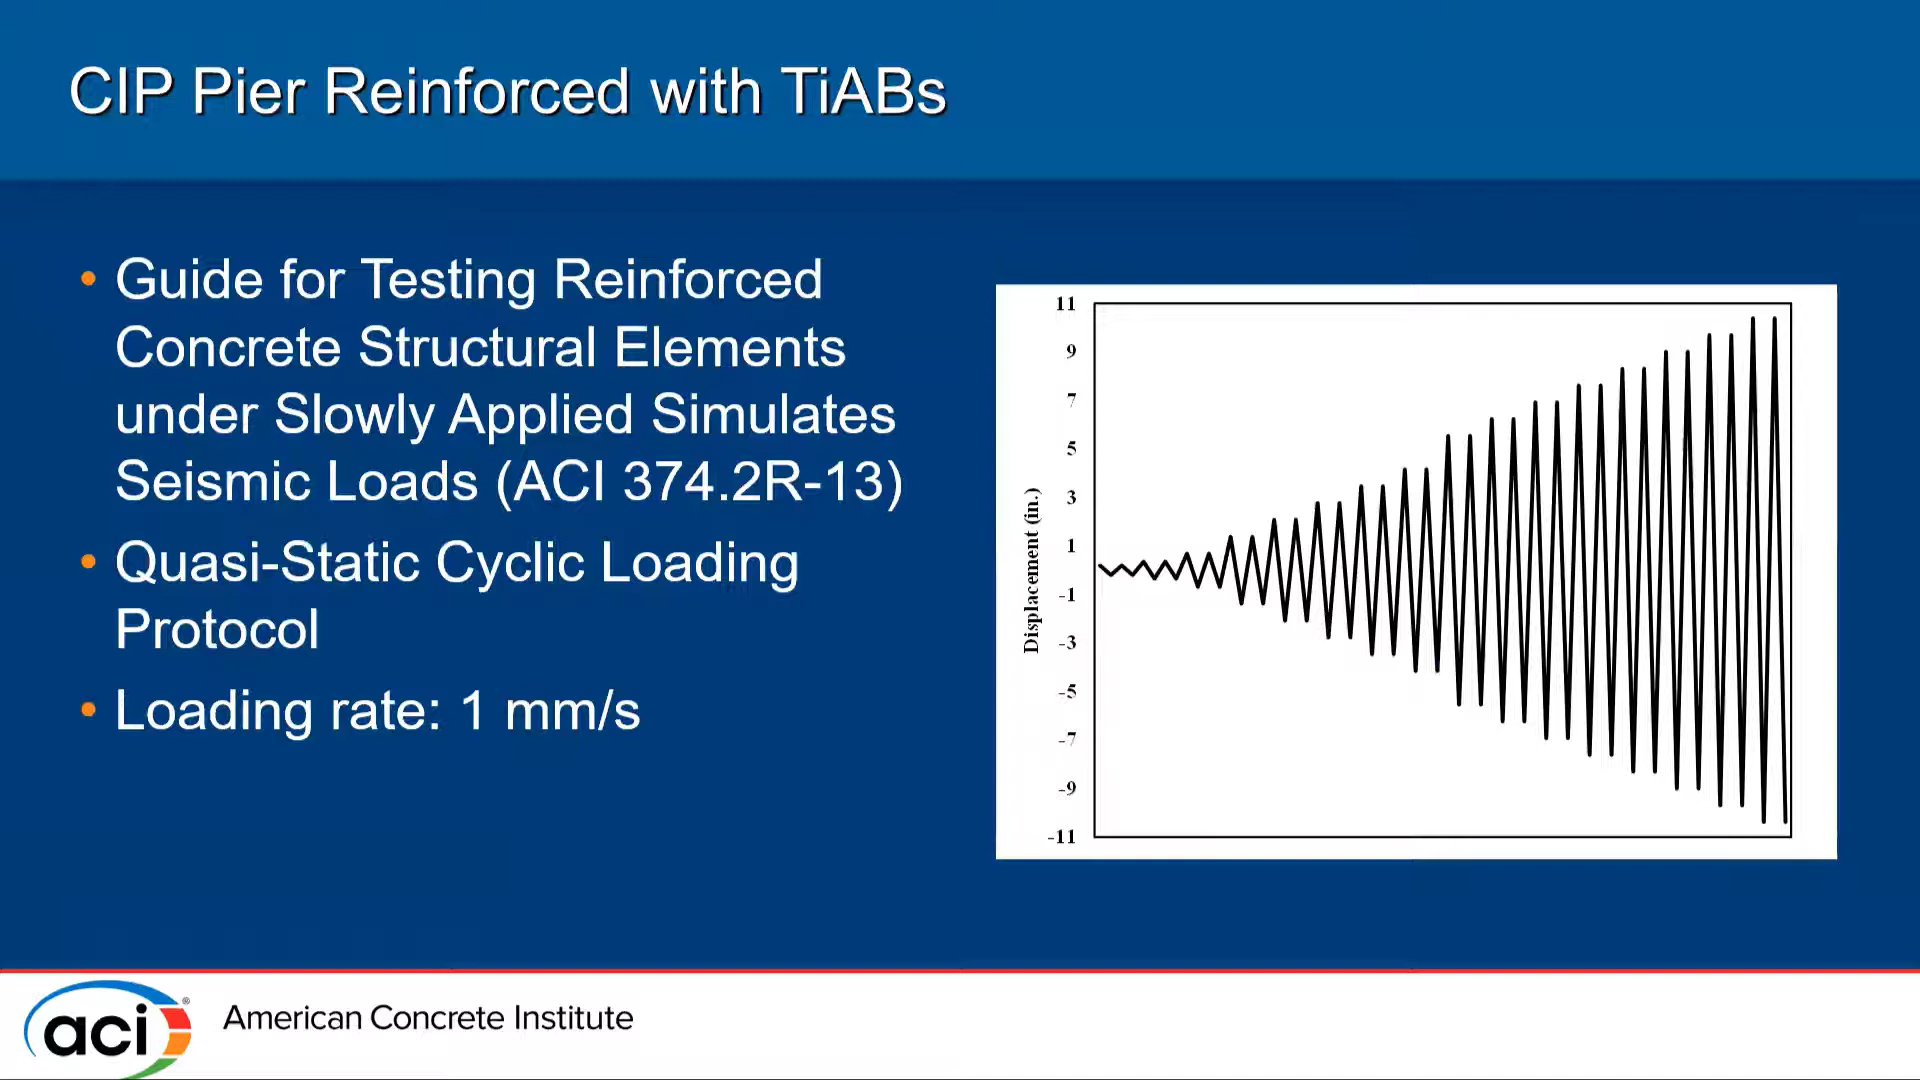 CIP Pier Reinforced with TiABs
• Guide for Testing Reinforced
Concrete Structural Elements
under Slowly Applied Simulates
Seismic Loads (ACI 374.2R-13)
• Quasi-Static Cyclic Loading
Protocol
• Loading rate: 1 mm/s
Displacement (in.)
11
9
7
5
3
1
-1
-3
-5
-7
-9
-11
aci®
American Concrete Institute